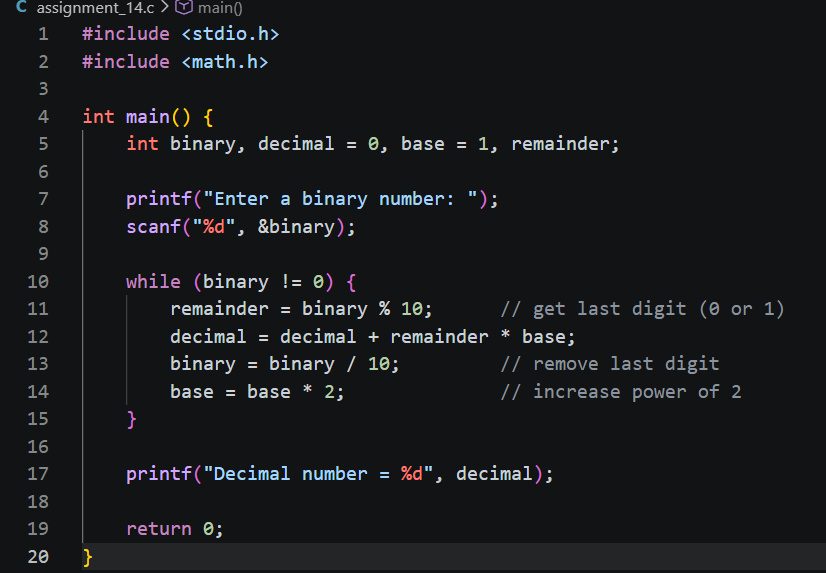 C assignment_14.c > main()
1 #include <stdio.h>
2 #include <math.h>
3
4 int main() {
5     int binary, decimal = 0, base = 1, remainder;
6
7     printf("Enter a binary number: ");
8     scanf("%d", &binary);
9
10     while (binary != 0) {
11         remainder = binary % 10;      // get last digit (0 or 1)
12         decimal = decimal + remainder * base;
13         binary = binary / 10;         // remove last digit
14         base = base * 2;              // increase power of 2
15     }
16
17     printf("Decimal number = %d", decimal);
18
19     return 0;
20 }